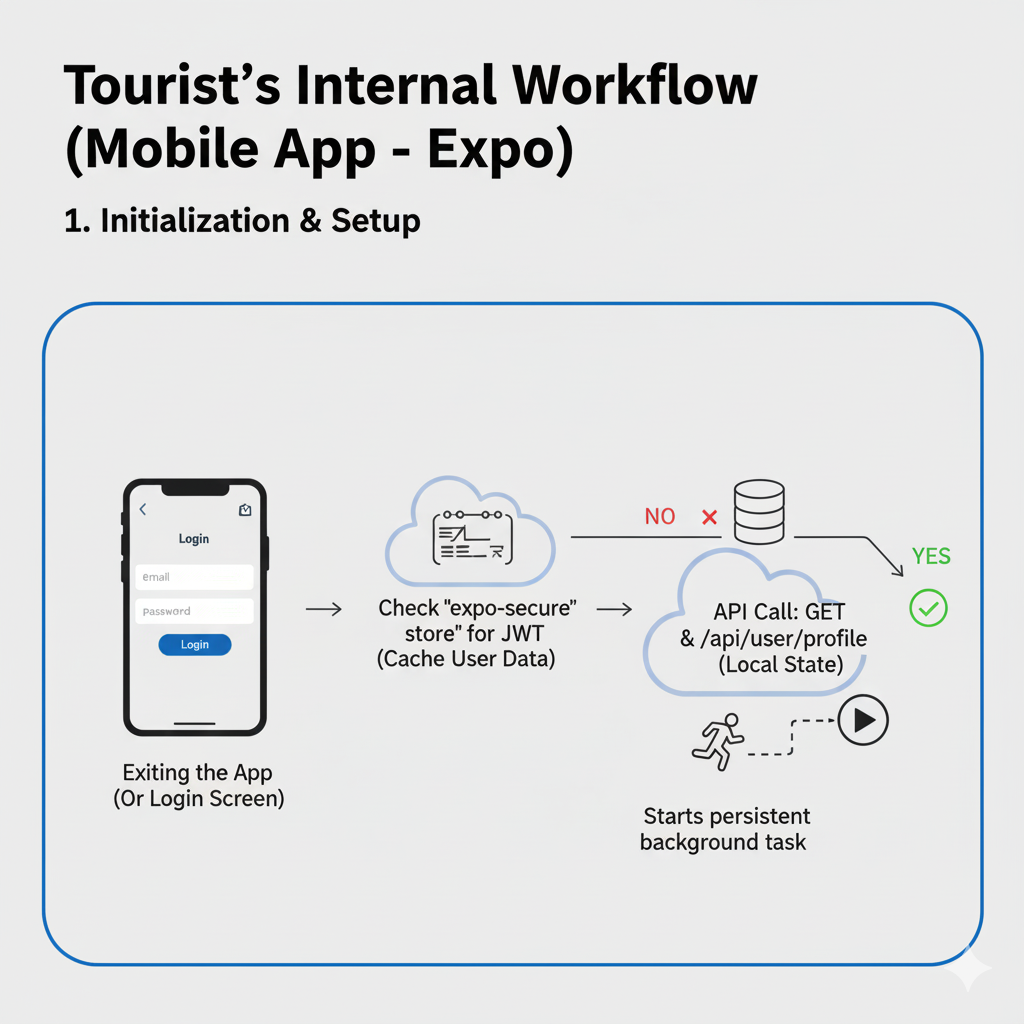 Tourist’s Internal Workflow
(Mobile App - Expo)
1. Initialization & Setup
Login
email
password
Login
Exiting the App
(Or Login Screen)
Check "expo-secure”
store" for JWT
(Cache User Data)
NO
YES
API Call: GET
& /api/user/profile
(Local State)
Starts persistent
background task